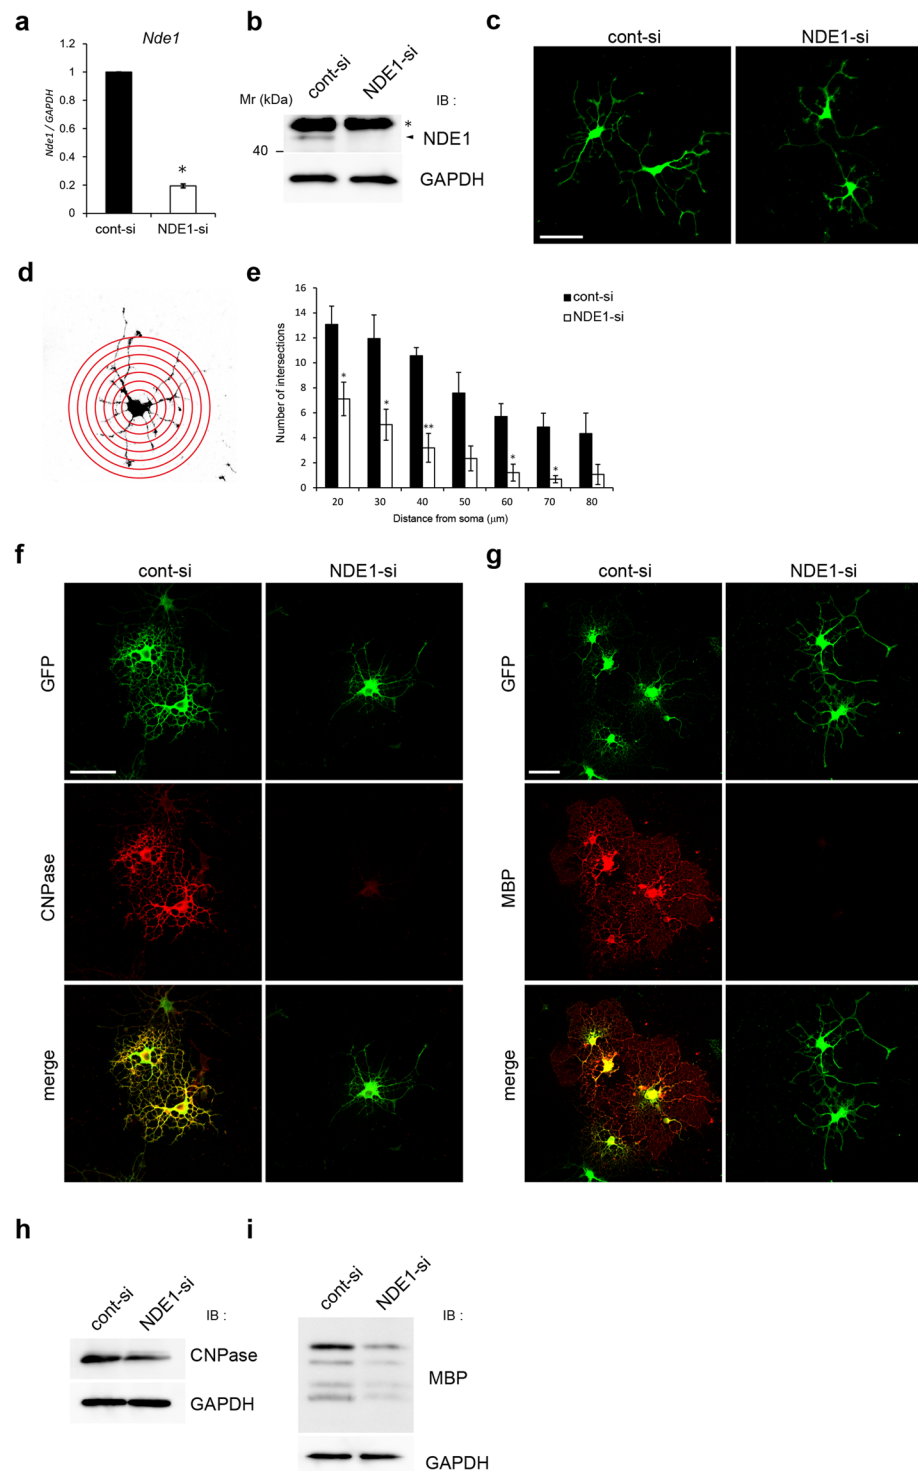 a
Nde1
Nde1 / GAPDH
1.2
1
0.8
0.6
0.4
0.2
0
*
cont-si NDE1-si
b
cont-si NDE1-si
Mr (kDa) IB :
*
NDE1
40
GAPDH
c
cont-si NDE1-si
d
e
Number of intersections
16
14
12
10
8
6
4
2
0
cont-si
NDE1-si
* * ** * *
20 30 40 50 60 70 80
Distance from soma (μm)
f
cont-si NDE1-si
GFP
CNPase
merge
g
cont-si NDE1-si
GFP
MBP
merge
h
cont-si NDE1-si
IB :
CNPase
GAPDH
i
cont-si NDE1-si
IB :
MBP
GAPDH